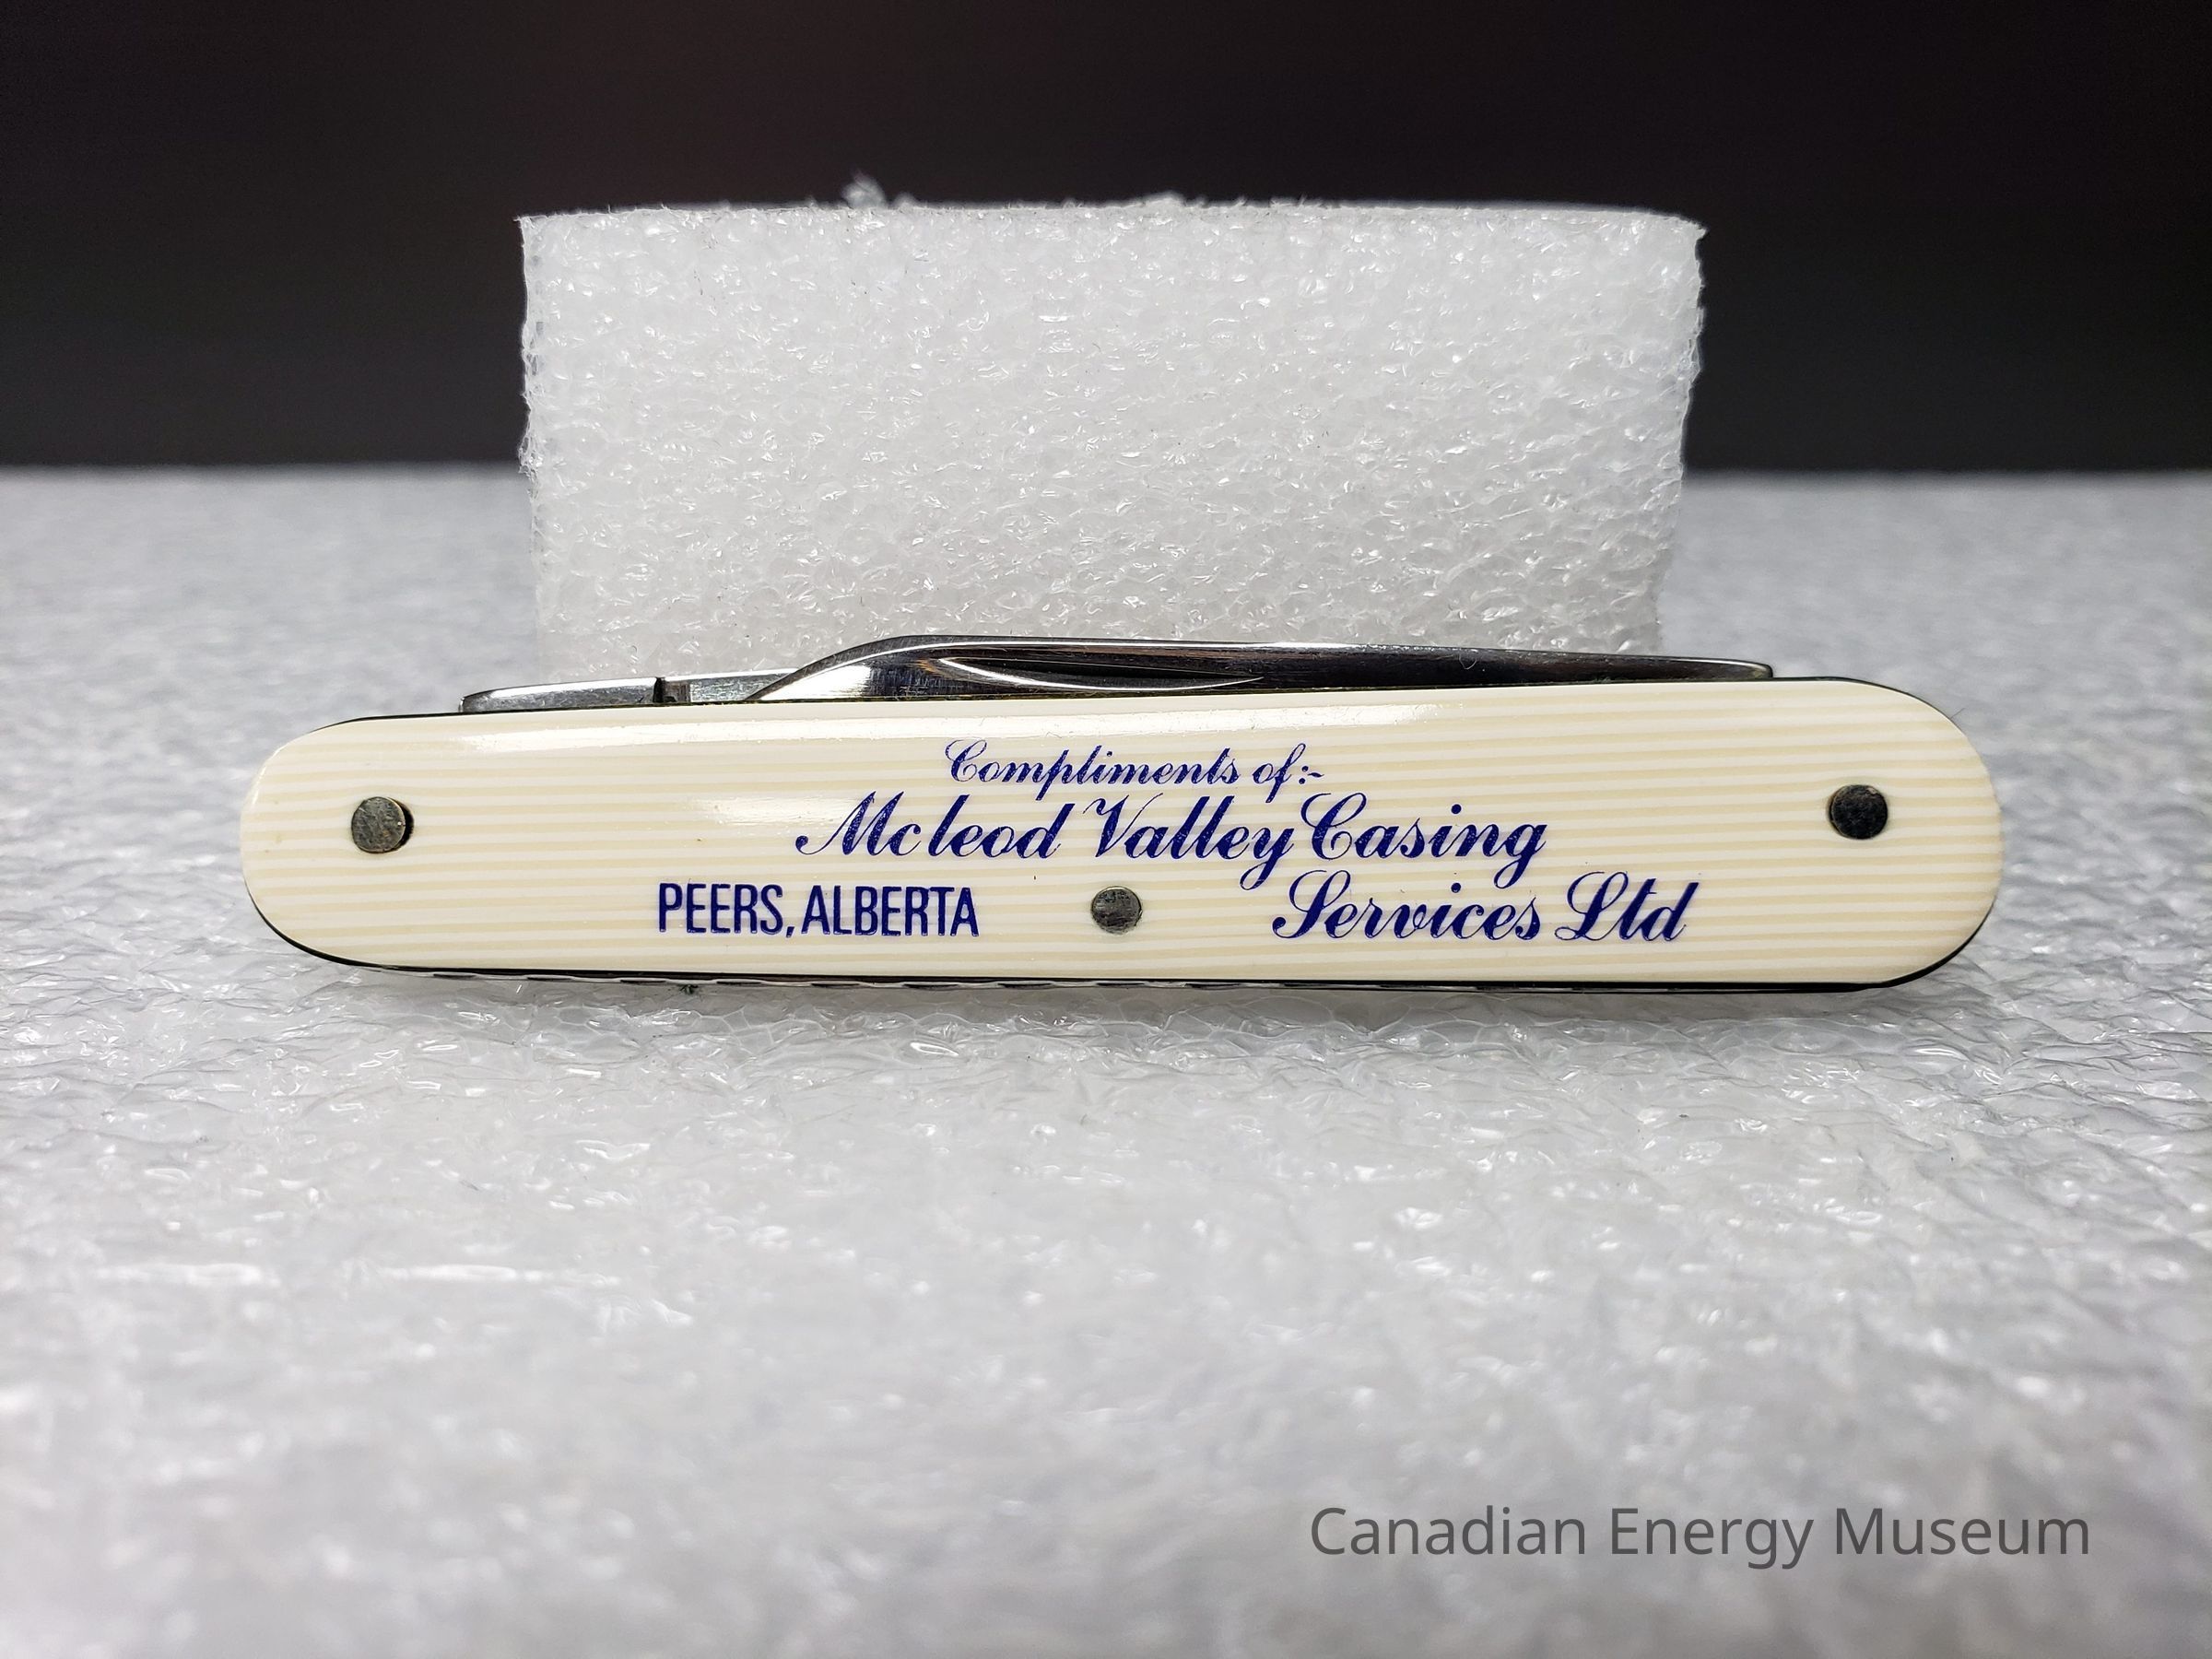 Compliments of:-
Mcleod Valley Casing
PEERS, ALBERTA Services Ltd
Canadian Energy Museum